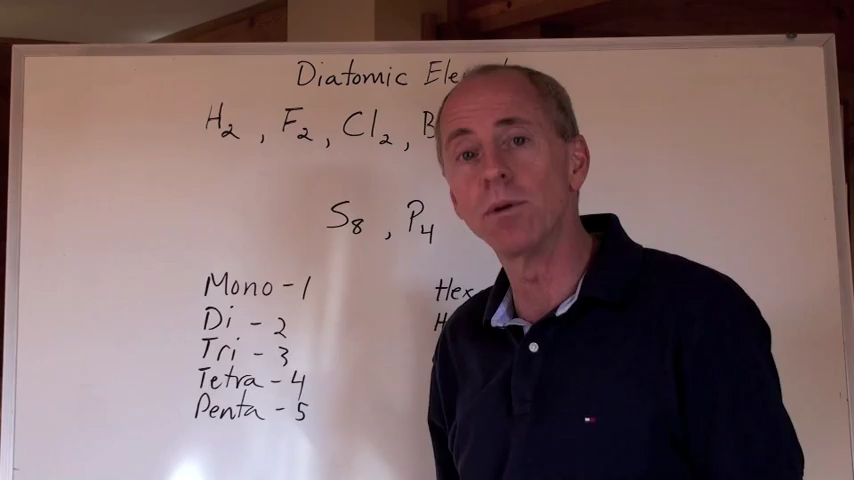 Diatomic Ele
H2, F2, Cl2, B
S8, P4
Mono - 1
Di - 2
Tri - 3
Tetra - 4
Penta - 5
Hex
H